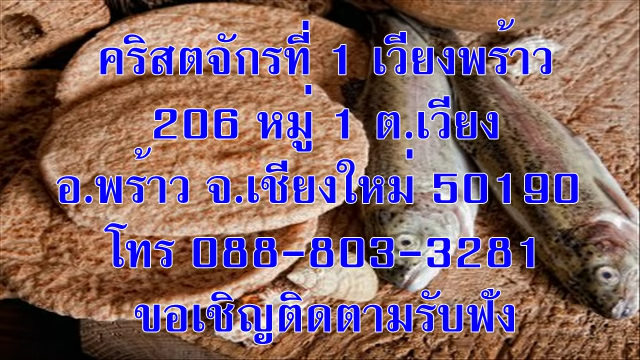 คริสตจักรที่ 1 เวียงพร้าว
206 หมู่ 1 ต.เวียง
อ.พร้าว จ.เชียงใหม่ 50190
โทร 088-803-3281
ขอเชิญติดตามรับฟัง